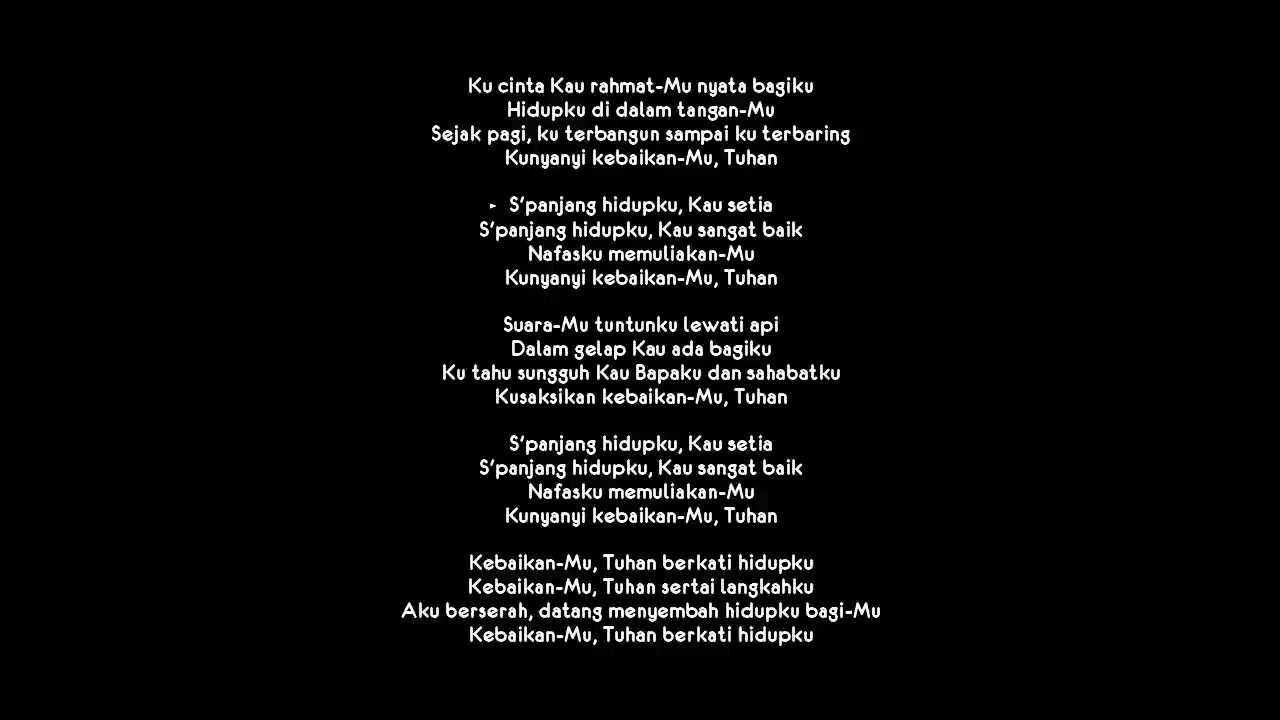 Ku cinta Kau rahmat-Mu nyata bagiku
Hidupku di dalam tangan-Mu
Sejak pagi, ku terbangun sampai ku terbaring
Kunyanyi kebaikan-Mu, Tuhan
► S'panjang hidupku, Kau setia
S'panjang hidupku, Kau sangat baik
Nafasku memuliakan-Mu
Kunyanyi kebaikan-Mu, Tuhan
Suara-Mu tuntunku lewati api
Dalam gelap Kau ada bagiku
Ku tahu sungguh Kau Bapaku dan sahabatku
Kusaksikan kebaikan-Mu, Tuhan
S'panjang hidupku, Kau setia
S'panjang hidupku, Kau sangat baik
Nafasku memuliakan-Mu
Kunyanyi kebaikan-Mu, Tuhan
Kebaikan-Mu, Tuhan berkati hidupku
Kebaikan-Mu, Tuhan sertai langkahku
Aku berserah, datang menyembah hidupku bagi-Mu
Kebaikan-Mu, Tuhan berkati hidupku